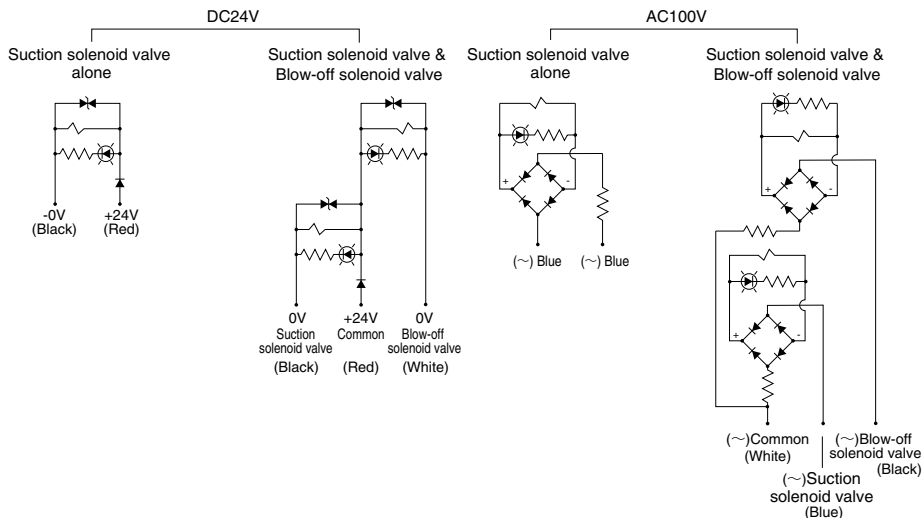 DC24V
AC100V
Suction solenoid valve
alone
Suction solenoid valve &
Blow-off solenoid valve
Suction solenoid valve
alone
Suction solenoid valve &
Blow-off solenoid valve
-0V
(Black)
+24V
(Red)
0V
Suction
solenoid valve
(Black)
+24V
Common
(Red)
0V
Blow-off
solenoid valve
(White)
+
-
(～) Blue
(～) Blue
+
-
+
-
(～)Common
(White)
(～)Suction
solenoid valve
(Blue)
(～)Blow-off
solenoid valve
(Black)